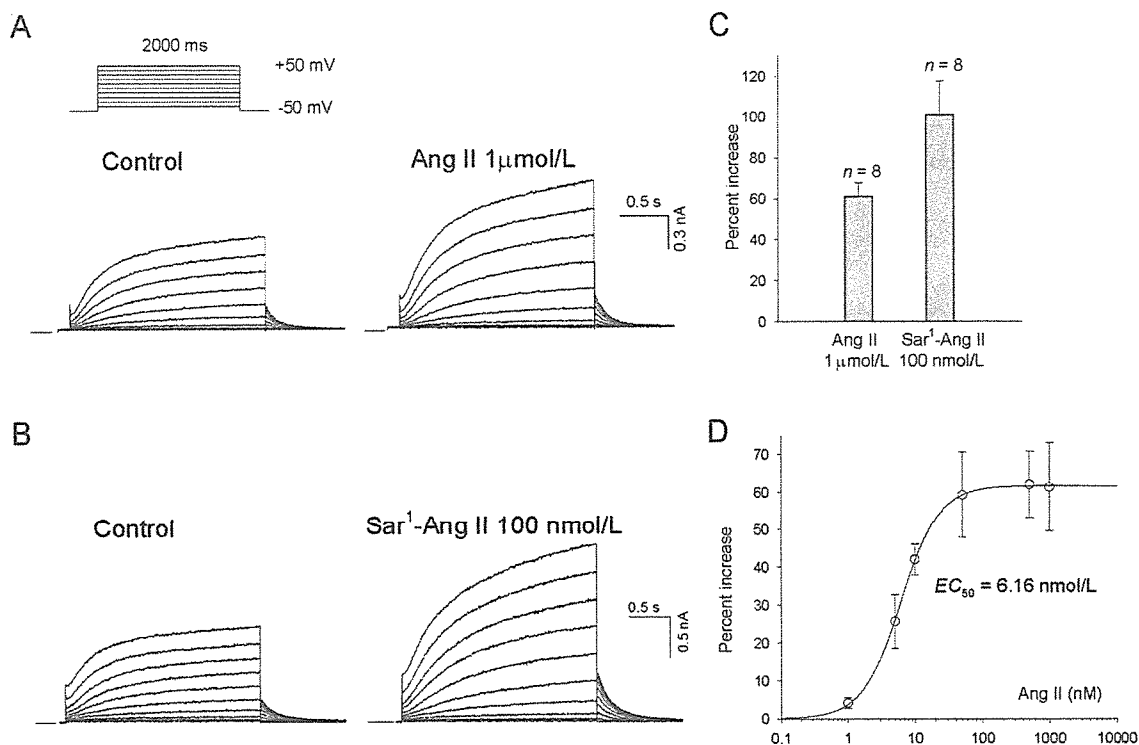 A
2000 ms
+50 mV
-50 mV
Control
Ang II 1μmol/L
0.5 s
0.3 nA
B
Control
Sar¹-Ang II 100 nmol/L
0.5 s
0.5 nA
C
Percent increase
120
100
80
60
40
20
0
n = 8
n = 8
Ang II
1 μmol/L
Sar¹-Ang II
100 nmol/L
D
Percent increase
70
60
50
40
30
20
10
0
EC₅₀ = 6.16 nmol/L
Ang II (nM)
0.1 1 10 100 1000 10000